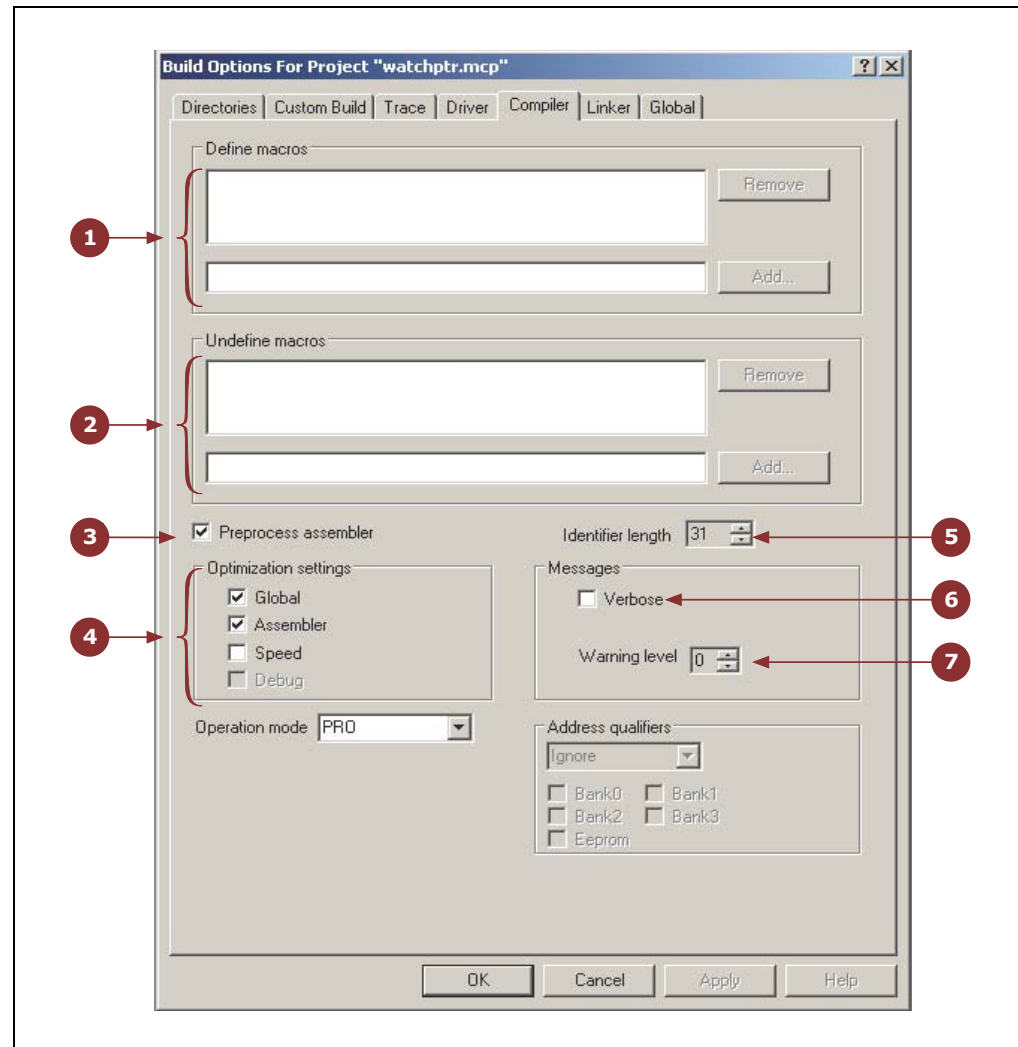 Build Options For Project "watchptr.mcp"
Directories Custom Build Trace Driver Compiler Linker Global
Define macros
Remove
1
Add...
Undefine macros
Remove
2
Add...
3 Preprocess assembler Identifier length 31 5
Optimization settings Messages
Global Verbose 6
4 Assembler
Speed Warning level 0 7
Debug
Operation mode PRO Address qualifiers
Ignore
Bank0 Bank1
Bank2 Bank3
Eeprom
OK Cancel Apply Help